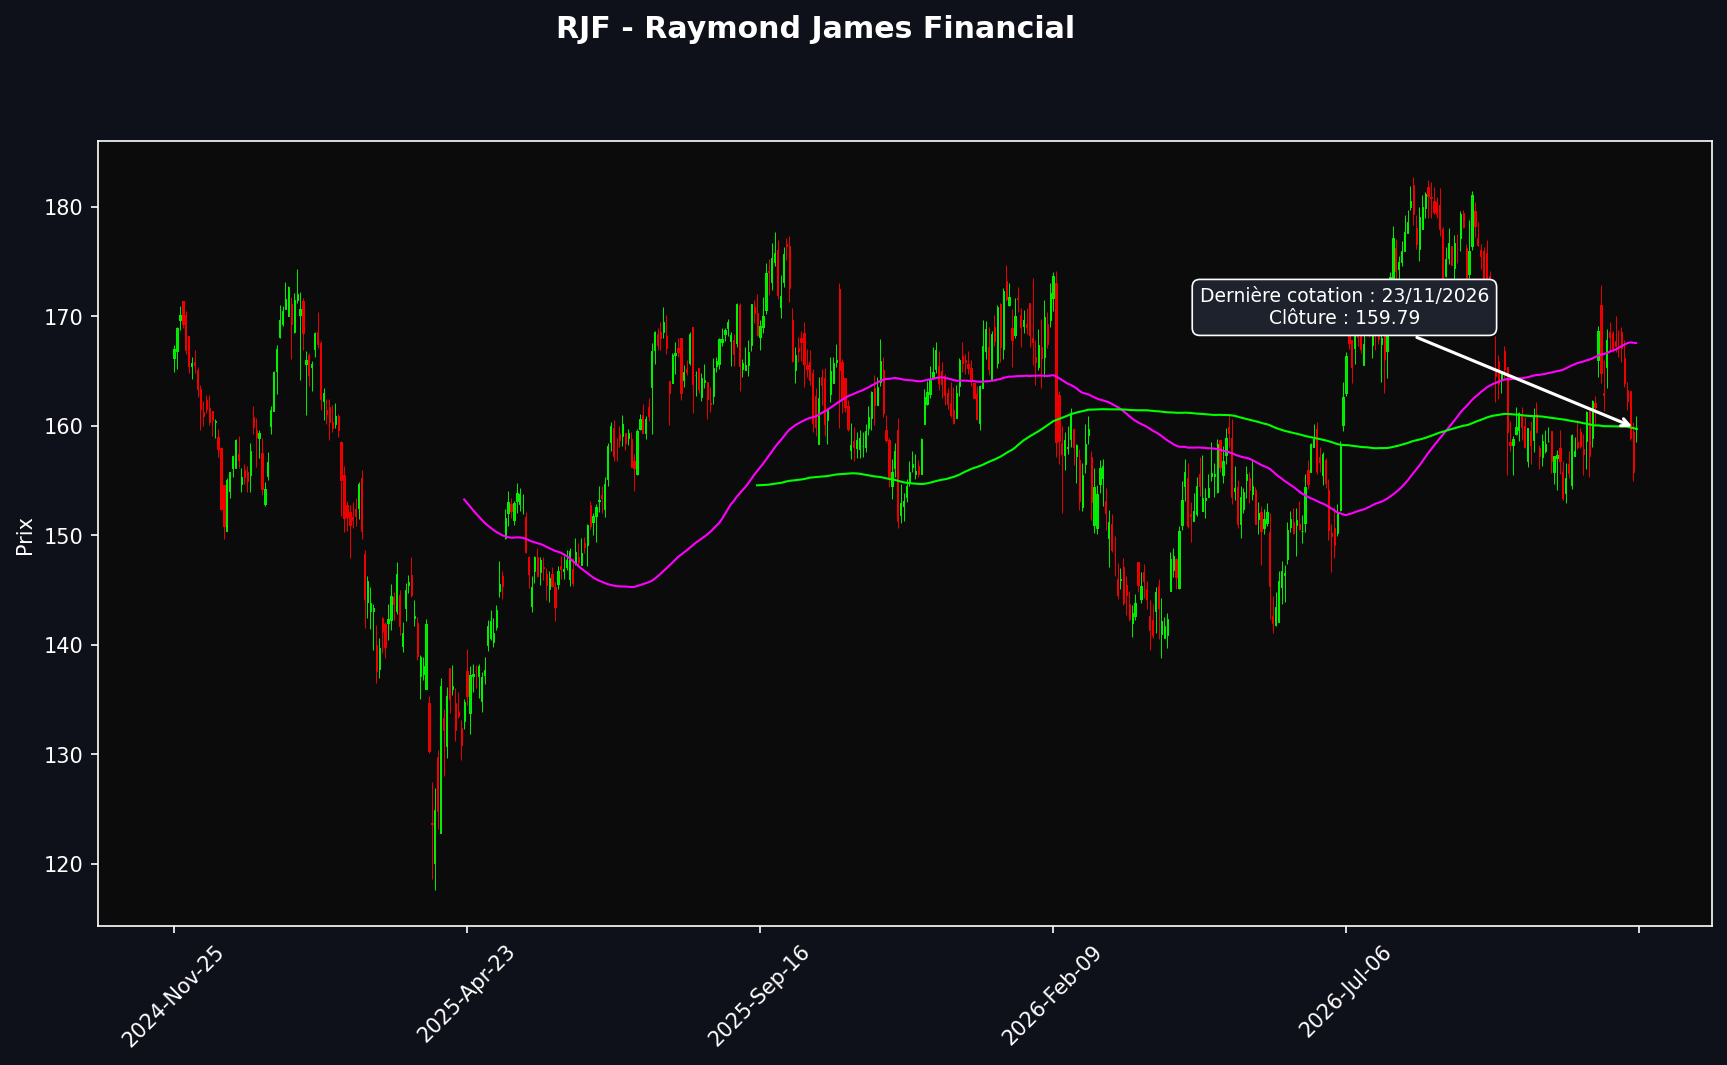 RJF - Raymond James Financial
Prix
180
170
160
150
140
130
120
Dernière cotation : 23/11/2026
Clôture : 159.79
2024-Nov-25
2025-Apr-23
2025-Sep-16
2026-Feb-09
2026-Jul-06